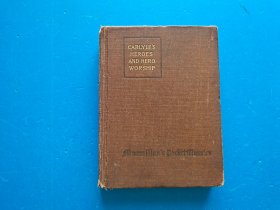 CARLYLE'S
HEROES
AND HERO
WORSHIP
Macmillan's Pocket Classics